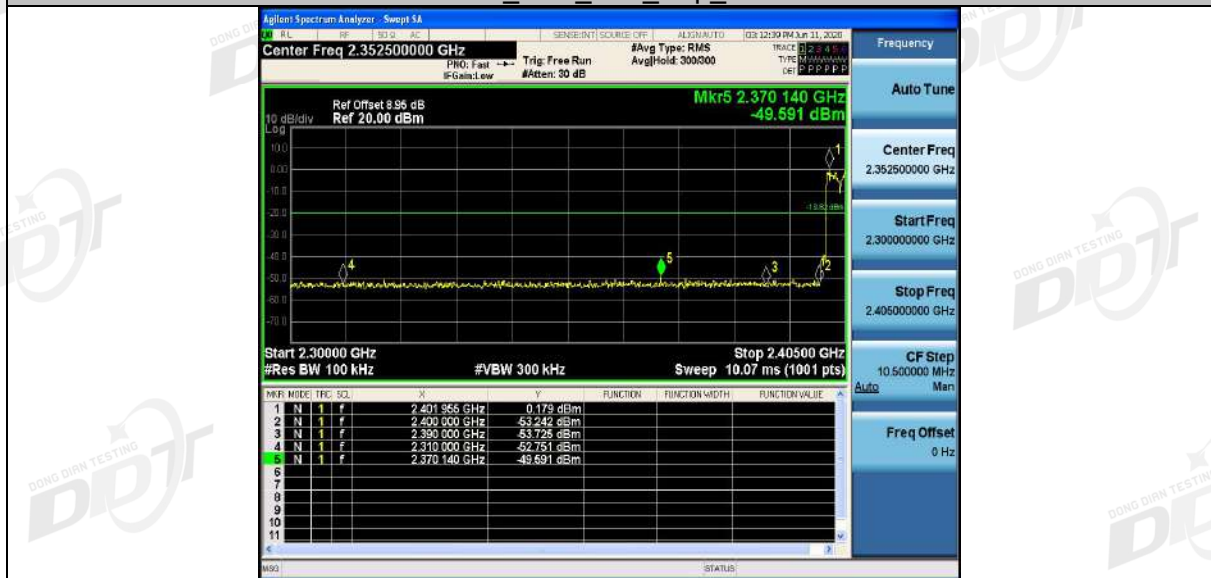 Agilent Spectrum Analyzer - Swept SA
RL RF 50 Ω AC SENSE:INT SOURCE OFF ALIGNAUTO 03:12:39 PM Jun 11, 2020
Center Freq 2.352500000 GHz
PNO: Fast
IFGain:Low
Trig: Free Run
#Atten: 30 dB
#Avg Type: RMS
Avg|Hold: 300/300
TRACE 1 2 3 4 5 6
TYPE M
DET P P P P P P
Ref Offset 8.95 dB
10 dB/div Ref 20.00 dBm
Log
Mkr5 2.370 140 GHz
-49.591 dBm
10.0
0.00
-10.0
-20.0
-30.0
-40.0
-50.0
-60.0
-70.0
1
4
5
3
2
Start 2.30000 GHz
Stop 2.40500 GHz
#Res BW 100 kHz #VBW 300 kHz Sweep 10.07 ms (1001 pts)
MKR MODE TRC SCL X Y FUNCTION FUNCTION WIDTH FUNCTION VALUE
1 N 1 f 2.401 955 GHz 0.179 dBm
2 N 1 f 2.400 000 GHz -53.242 dBm
3 N 1 f 2.390 000 GHz -53.725 dBm
4 N 1 f 2.310 000 GHz -52.751 dBm
5 N 1 f 2.370 140 GHz -49.591 dBm
6
7
8
9
10
11
MSG STATUS
Frequency
Auto Tune
Center Freq
2.352500000 GHz
Start Freq
2.300000000 GHz
Stop Freq
2.405000000 GHz
CF Step
10.500000 MHz
Auto Man
Freq Offset
0 Hz
DONG DIAN TESTING
DDT